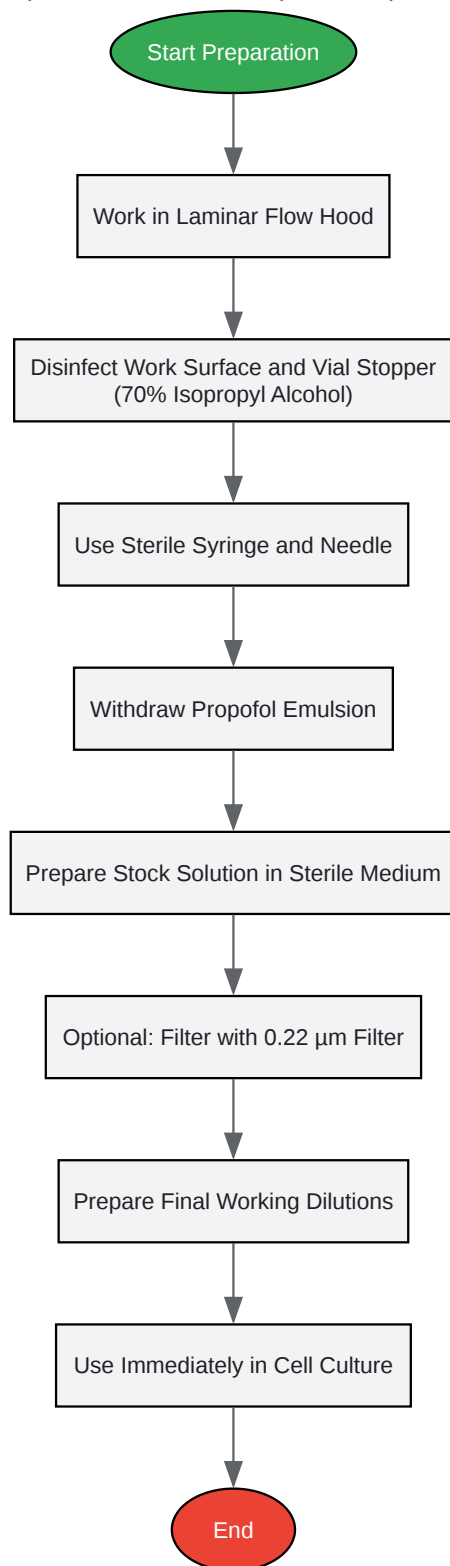 Start Preparation
Work in Laminar Flow Hood
Disinfect Work Surface and Vial Stopper
(70% Isopropyl Alcohol)
Use Sterile Syringe and Needle
Withdraw Propofol Emulsion
Prepare Stock Solution in Sterile Medium
Optional: Filter with 0.22 µm Filter
Prepare Final Working Dilutions
Use Immediately in Cell Culture
End